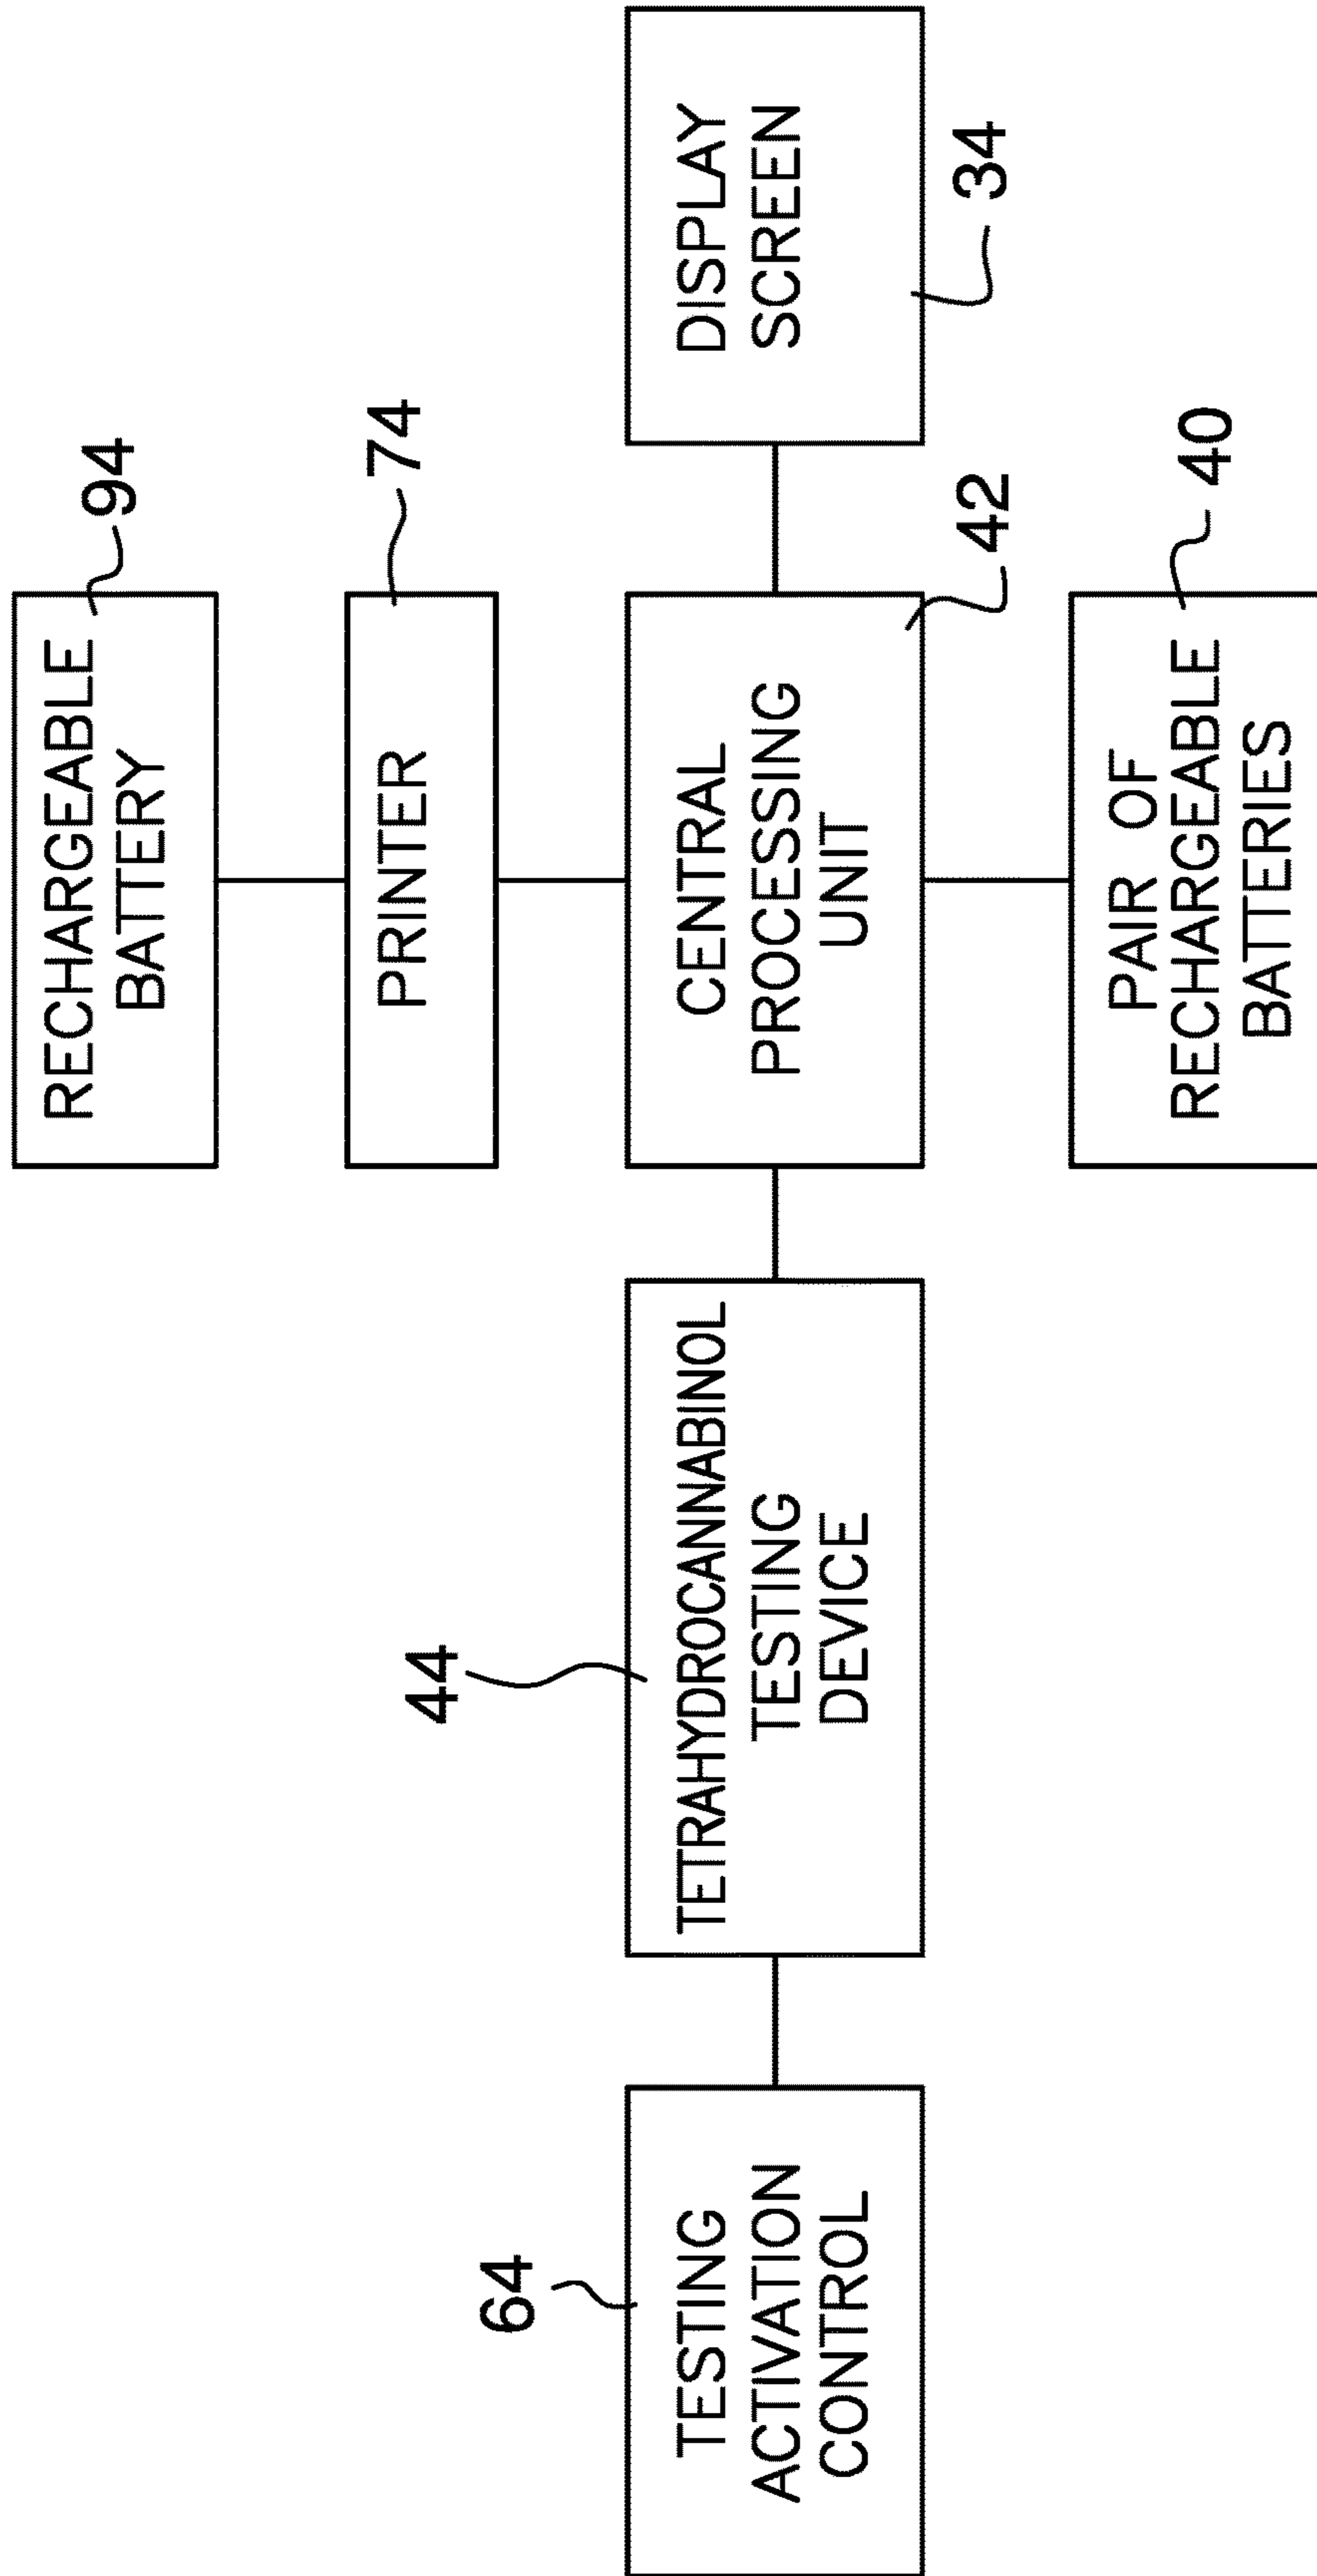 94
RECHARGEABLE
BATTERY
74
PRINTER
64
TESTING
ACTIVATION
CONTROL
44
TETRAHYDROCANNABINOL
TESTING
DEVICE
CENTRAL
PROCESSING
UNIT
42
DISPLAY
SCREEN
34
PAIR OF
RECHARGEABLE
BATTERIES
40